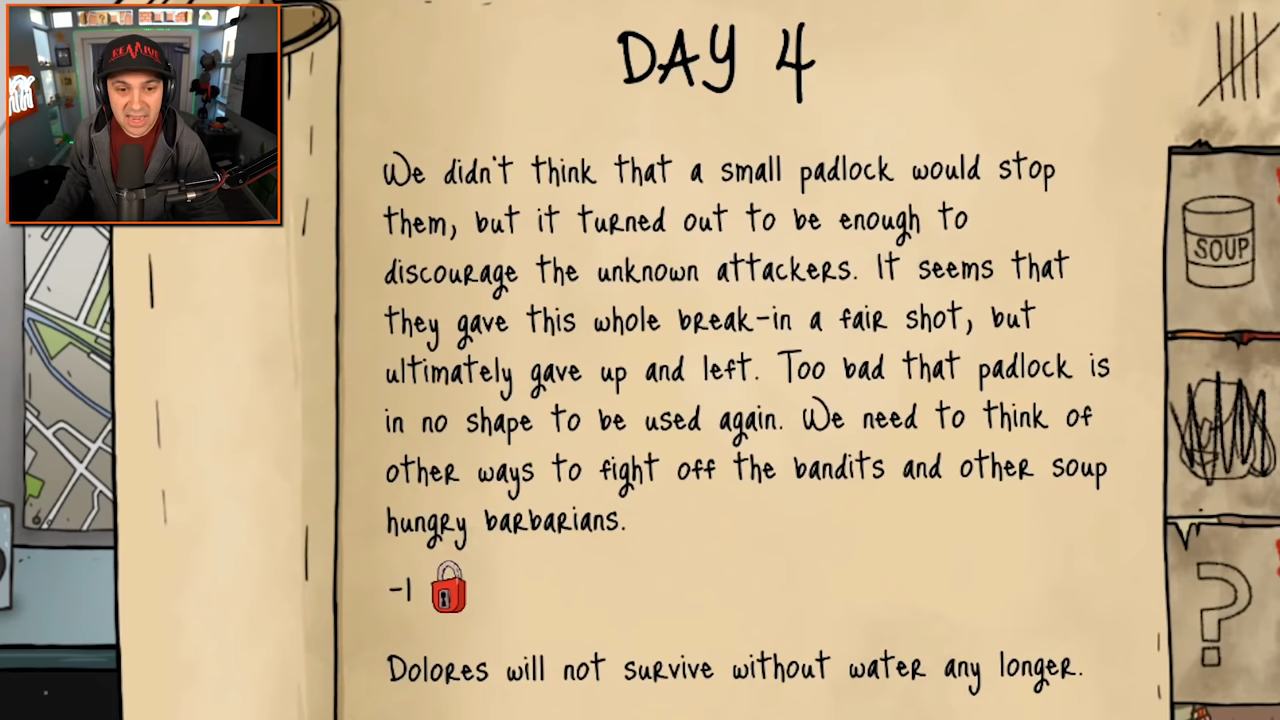 DAY 4
We didn't think that a small padlock would stop
them, but it turned out to be enough to
discourage the unknown attackers. It seems that
they gave this whole break-in a fair shot, but
ultimately gave up and left. Too bad that padlock is
in no shape to be used again. We need to think of
other ways to fight off the bandits and other soup
hungry barbarians.
-1
Dolores will not survive without water any longer.
SOUP
?